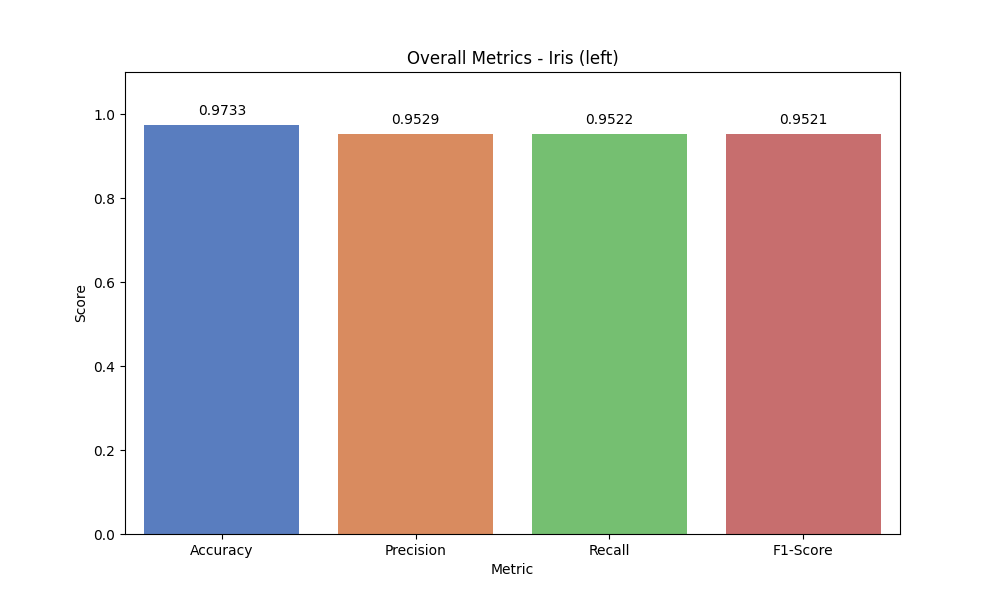 Overall Metrics - Iris (left)
0.9733
0.9529
0.9522
0.9521
1.0
0.8
0.6
0.4
0.2
0.0
Score
Accuracy
Precision
Recall
F1-Score
Metric